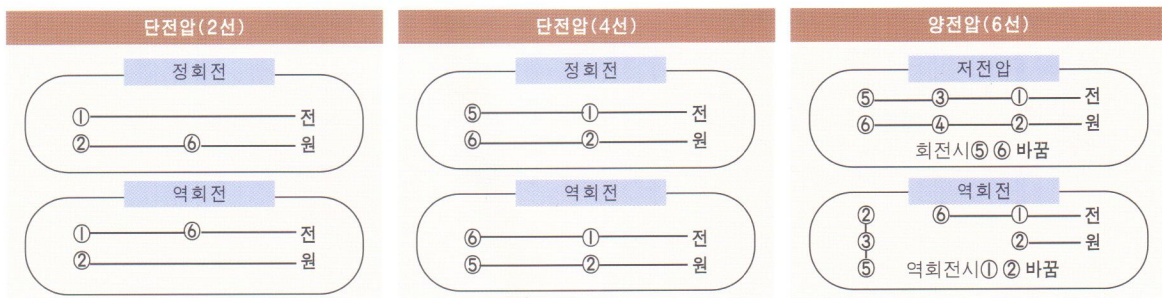 단전압(2선)
정회전
① 전
② ⑥ 원
역회전
① ⑥ 전
② 원
단전압(4선)
정회전
⑤ ① 전
⑥ ② 원
역회전
⑥ ① 전
⑤ ② 원
양전압(6선)
저전압
⑤ ③ ① 전
⑥ ④ ② 원
회전시⑤ ⑥ 바꿈
역회전
② ⑥ ① 전
③ ② 원
⑤ 역회전시① ② 바꿈